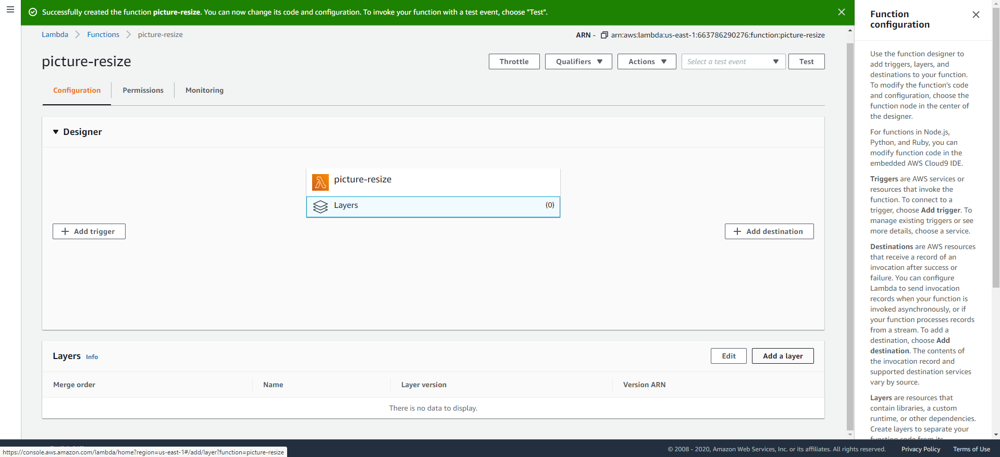 Successfully created the function picture-resize. You can now change its code and configuration. To invoke your function with a test event, choose "Test".
Lambda Functions picture-resize
ARN - arn:aws:lambda:us-east-1:663786290276:function:picture-resize
picture-resize
Throttle Qualifiers Actions Select a test event Test
Configuration Permissions Monitoring
Designer
picture-resize
Layers (0)
Add trigger
Add destination
Layers Info
Edit Add a layer
Merge order Name Layer version Version ARN
There is no data to display.
Function
configuration
Use the function designer to
add triggers, layers, and
destinations to your function.
To modify the function's code
and configuration, choose the
function node in the center of
the designer.
For functions in Node.js,
Python, and Ruby, you can
modify function code in the
embedded AWS Cloud9 IDE.
Triggers are AWS services or
resources that invoke the
function. To connect to a
trigger, choose Add trigger. To
manage existing triggers or see
more details, choose a service.
Destinations are AWS resources
that receive a record of an
invocation after success or
failure. You can configure
Lambda to send invocation
records when your function is
invoked asynchronously, or if
your function processes records
from a stream. To add a
destination, choose Add
destination. The contents of
the invocation record and
supported destination services
vary by source.
Layers are resources that
contain libraries, a custom
runtime, or other dependencies.
Create layers to separate your
function code from its
https://console.aws.amazon.com/lambda/home?region=us-east-1#/add/layer?function=picture-resize
© 2008 - 2020, Amazon Web Services, Inc. or its affiliates. All rights reserved. Privacy Policy Terms of Use